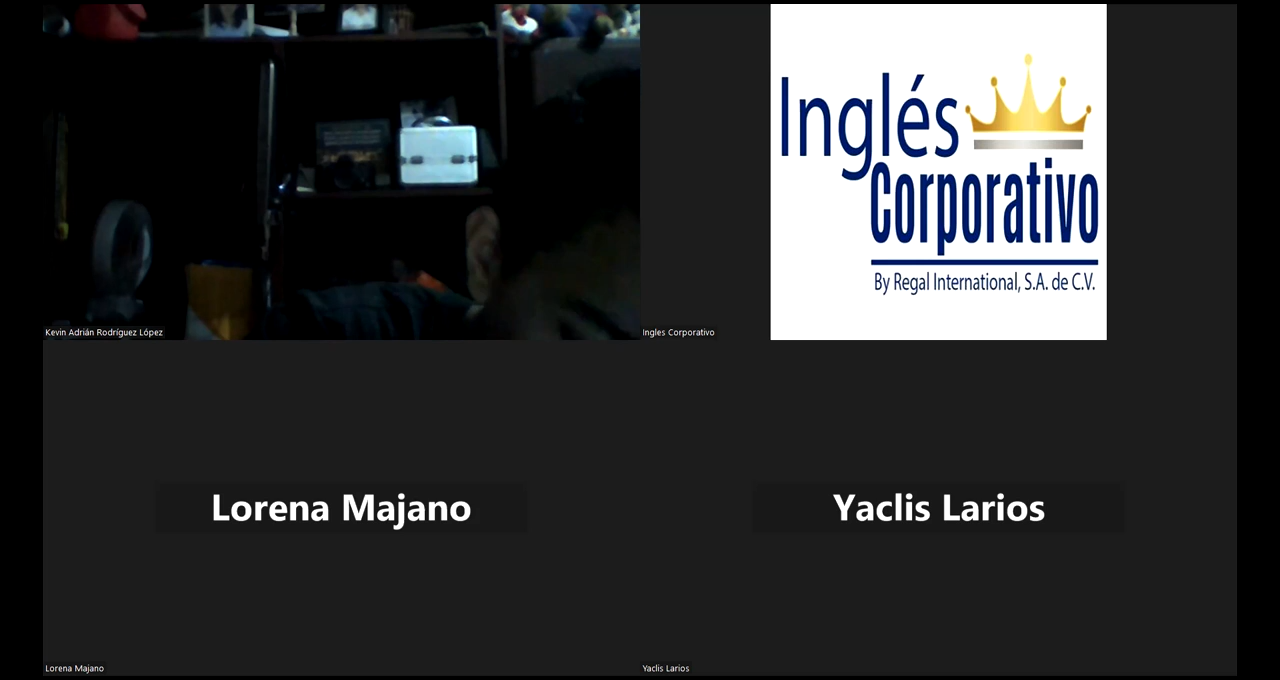 Inglés
Corporativo
By Regal International, S.A. de C.V.
Kevin Adrián Rodríguez López
Ingles Corporativo
Lorena Majano
Yaclis Larios
Lorena Majano
Yaclis Larios